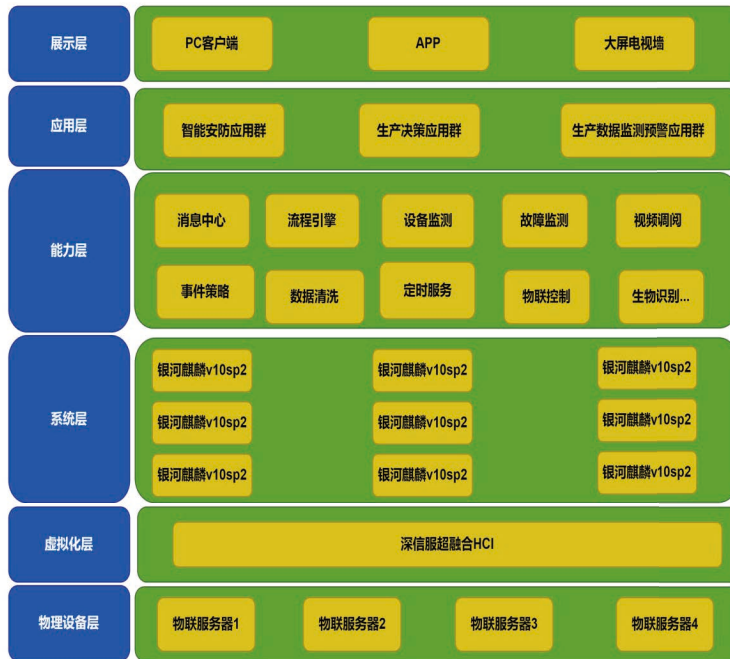 展示层
PC客户端
APP
大屏电视墙
应用层
智能安防应用群
生产决策应用群
生产数据监测预警应用群
能力层
消息中心
流程引擎
设备监测
故障监测
视频调阅
事件策略
数据清洗
定时服务
物联控制
生物识别...
系统层
银河麒麟v10sp2
银河麒麟v10sp2
银河麒麟v10sp2
银河麒麟v10sp2
银河麒麟v10sp2
银河麒麟v10sp2
银河麒麟v10sp2
银河麒麟v10sp2
银河麒麟v10sp2
虚拟化层
深信服超融合HCI
物理设备层
物联服务器1
物联服务器2
物联服务器3
物联服务器4